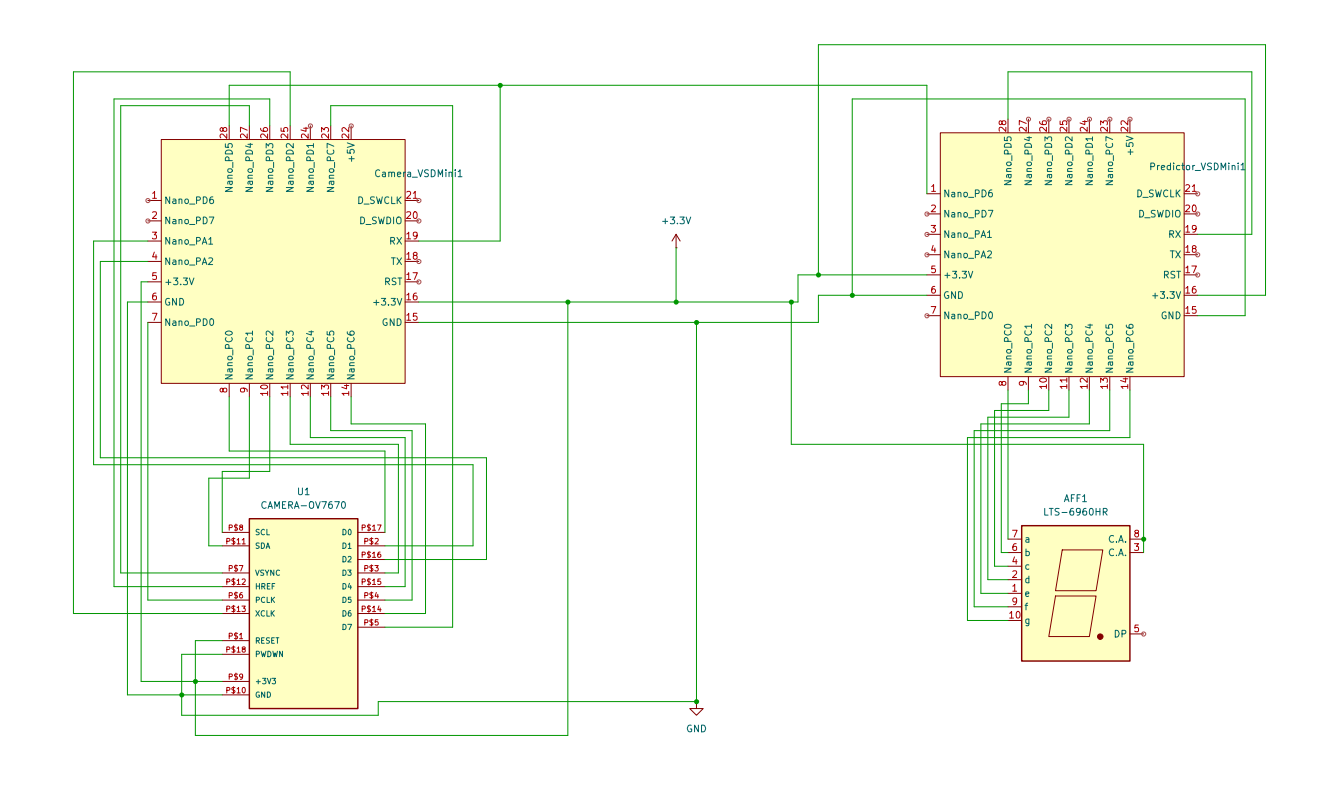 28 27 26 25 24 23 22
Nano_PD5 Nano_PD4 Nano_PD3 Nano_PD2 Nano_PD1 Nano_PC7 +5V
Camera_VSDMini1
1 Nano_PD6 D_SWCLK 21
2 Nano_PD7 D_SWDIO 20
3 Nano_PA1 RX 19
4 Nano_PA2 TX 18
5 +3.3V RST 17
6 GND +3.3V 16
7 Nano_PD0 GND 15
Nano_PC0 Nano_PC1 Nano_PC2 Nano_PC3 Nano_PC4 Nano_PC5 Nano_PC6
8 9 10 11 12 13 14
+3.3V
28 27 26 25 24 23 22
Nano_PD5 Nano_PD4 Nano_PD3 Nano_PD2 Nano_PD1 Nano_PC7 +5V
Predictor_VSDMini1
1 Nano_PD6 D_SWCLK 21
2 Nano_PD7 D_SWDIO 20
3 Nano_PA1 RX 19
4 Nano_PA2 TX 18
5 +3.3V RST 17
6 GND +3.3V 16
7 Nano_PD0 GND 15
Nano_PC0 Nano_PC1 Nano_PC2 Nano_PC3 Nano_PC4 Nano_PC5 Nano_PC6
8 9 10 11 12 13 14
U1
CAMERA-OV7670
P$8 SCL D0 P$17
P$11 SDA D1 P$2
D2 P$16
P$7 VSYNC D3 P$3
P$12 HREF D4 P$15
P$6 PCLK D5 P$4
P$13 XCLK D6 P$14
D7 P$5
P$1 RESET
P$18 PWDWN
P$9 +3V3
P$10 GND
GND
AFF1
LTS-6960HR
7 a C.A. 8
6 b C.A. 3
4 c
2 d
1 e
9 f
10 g
DP 5